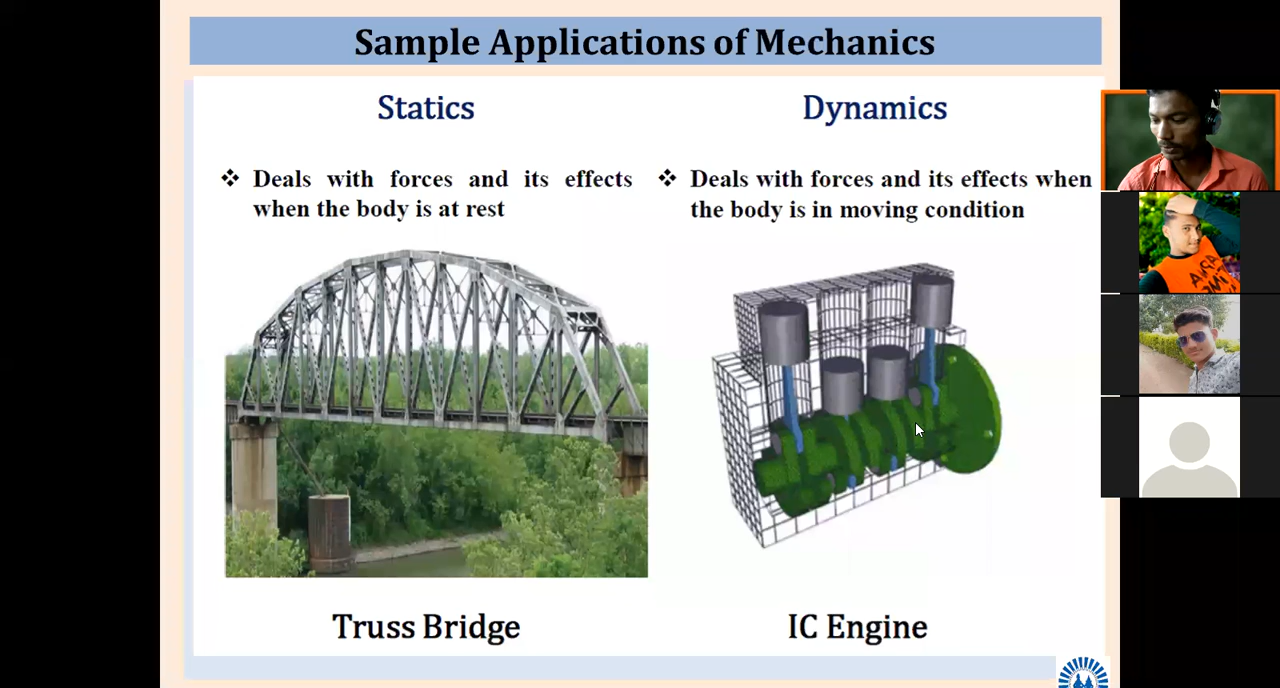 Sample Applications of Mechanics
Statics
❖ Deals with forces and its effects
when the body is at rest
Truss Bridge
Dynamics
❖ Deals with forces and its effects when
the body is in moving condition
IC Engine